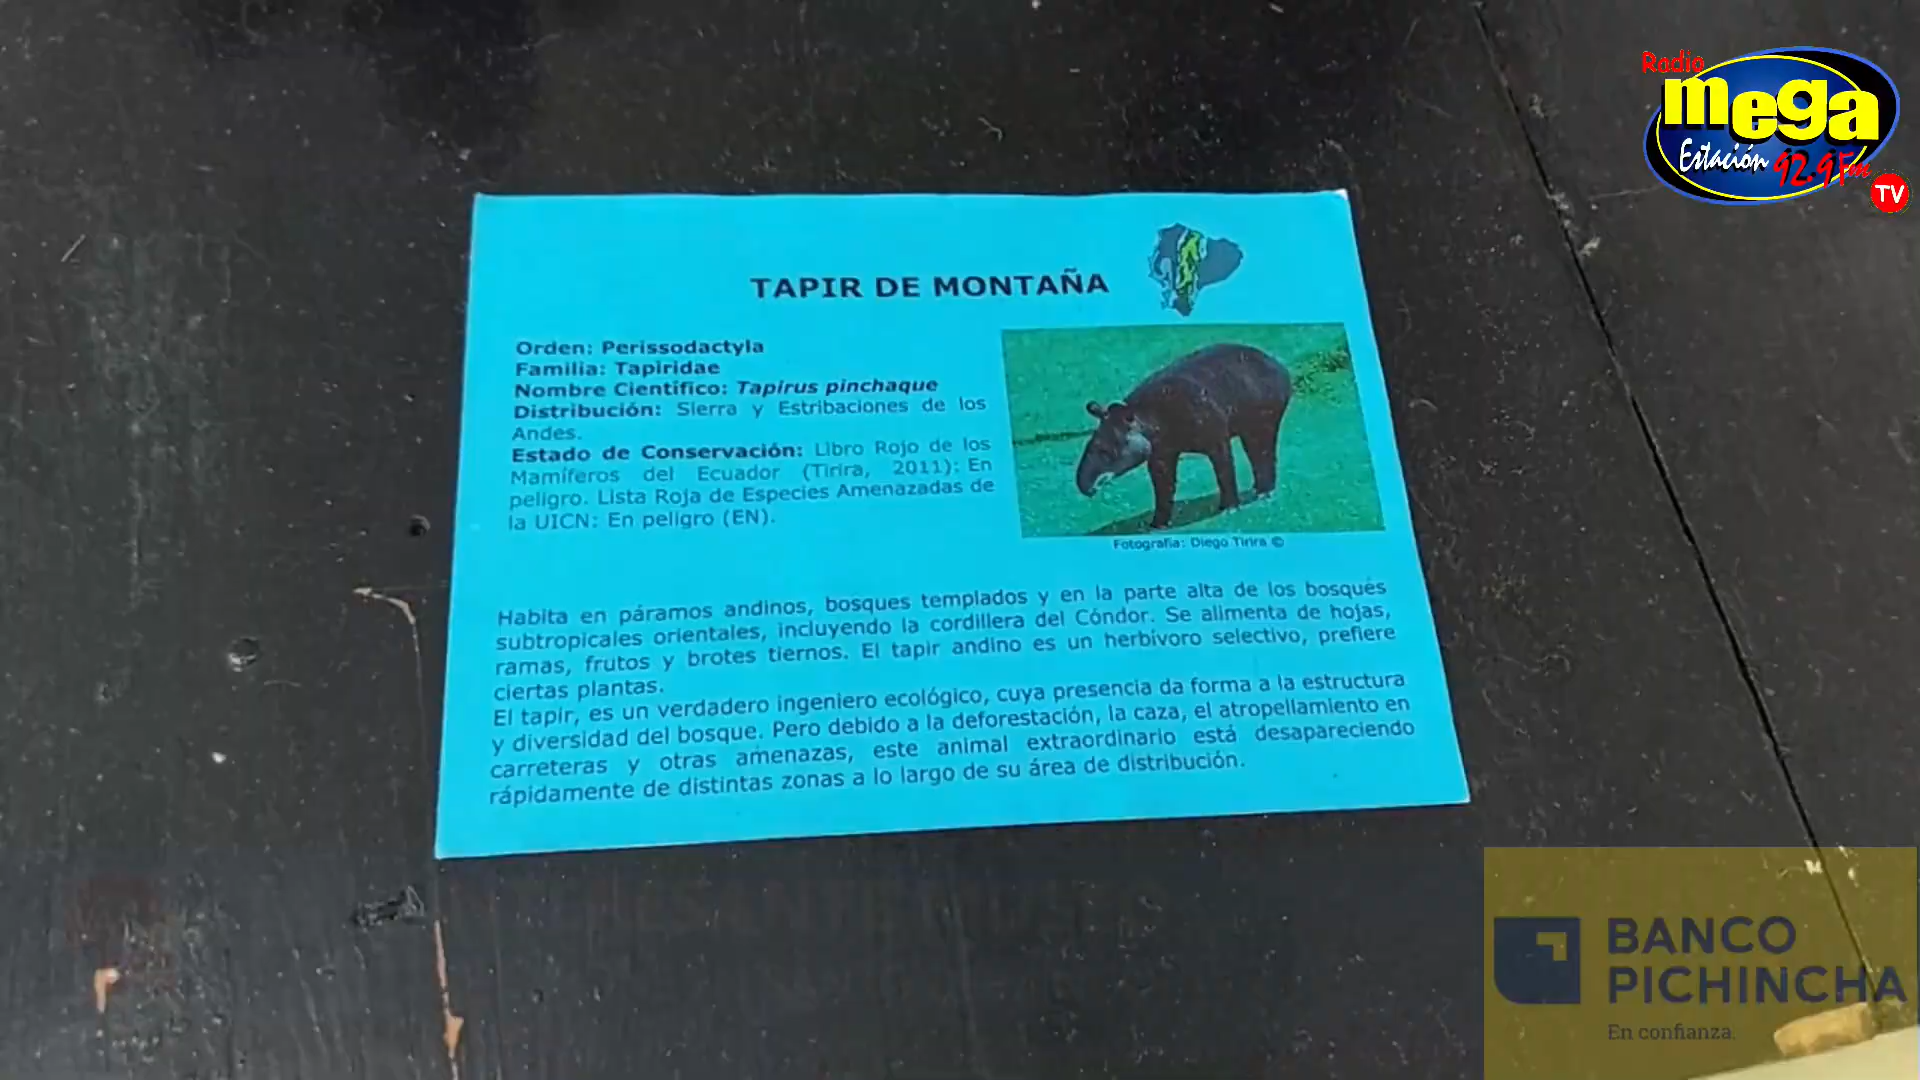 Radio
mega
Estación 92.9 Fm
TV
TAPIR DE MONTAÑA
Orden: Perissodactyla
Familia: Tapiridae
Nombre Científico: Tapirus pinchaque
Distribución: Sierra y Estribaciones de los
Andes.
Estado de Conservación: Libro Rojo de los
Mamíferos del Ecuador (Tirira, 2011): En
peligro. Lista Roja de Especies Amenazadas de
la UICN: En peligro (EN).
Fotografía: Diego Tirira ©
Habita en páramos andinos, bosques templados y en la parte alta de los bosques
subtropicales orientales, incluyendo la cordillera del Cóndor. Se alimenta de hojas,
ramas, frutos y brotes tiernos. El tapir andino es un herbívoro selectivo, prefiere
ciertas plantas.
El tapir, es un verdadero ingeniero ecológico, cuya presencia da forma a la estructura
y diversidad del bosque. Pero debido a la deforestación, la caza, el atropellamiento en
carreteras y otras amenazas, este animal extraordinario está desapareciendo
rápidamente de distintas zonas a lo largo de su área de distribución.
BANCO
PICHINCHA
En confianza.